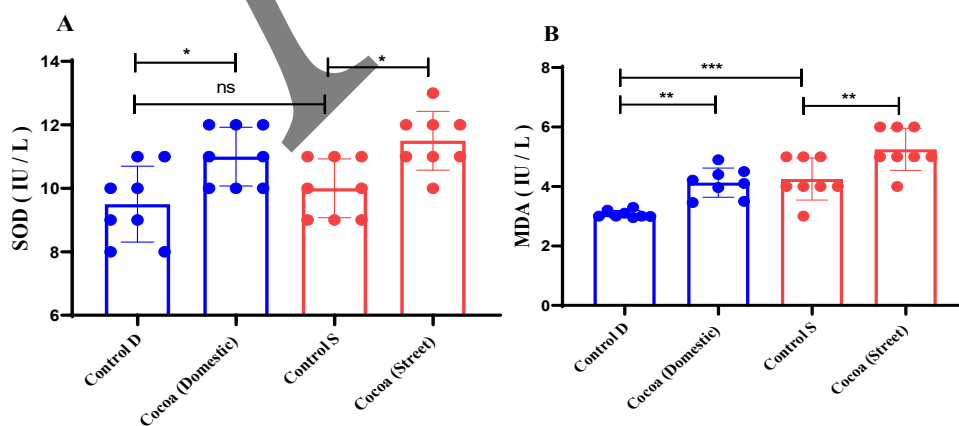 A
*
*
ns
14
12
10
8
6
SOD ( IU / L )
Control D
Cocoa (Domestic)
Control S
Cocoa (Street)
B
***
**
**
8
6
4
2
0
MDA ( IU / L )
Control D
Cocoa (Domestic)
Control S
Cocoa (Street)